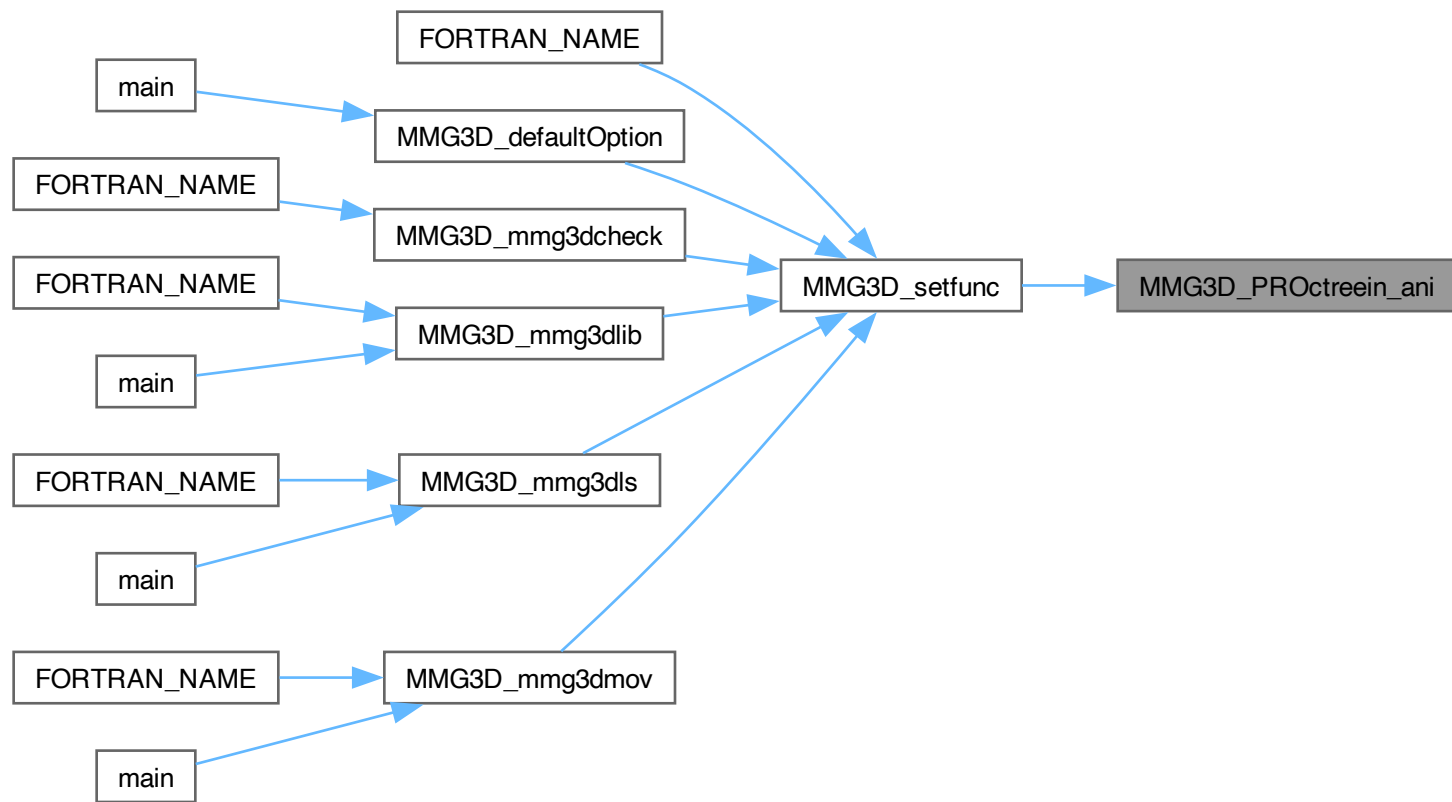 FORTRAN_NAME
main
MMG3D_defaultOption
FORTRAN_NAME
MMG3D_mmg3dcheck
FORTRAN_NAME
MMG3D_setfunc
MMG3D_PROctreein_ani
MMG3D_mmg3dlib
main
FORTRAN_NAME
MMG3D_mmg3dls
main
FORTRAN_NAME
MMG3D_mmg3dmov
main